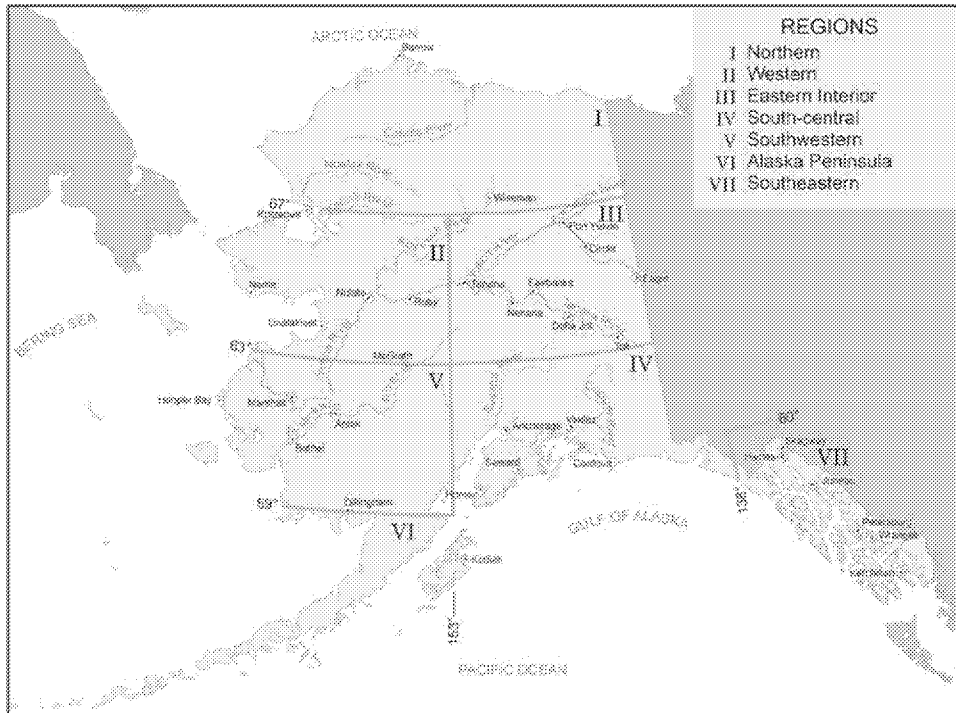 REGIONS
I Northern
II Western
III Eastern Interior
IV South-central
V Southwestern
VI Alaska Peninsula
VII Southeastern
ARCTIC OCEAN
Barrow
I
Wiseman
67°
Kotzebue
III
Fort Yukon
II
Circle
Eagle
Nome
Nulato
Ruby
Tanana
Fairbanks
Nenana
BERING SEA
Unalakleet
63°
McGrath
V
IV
Hooper Bay
Marshall
Aniak
Bethel
Anchorage
Valdez
Seward
Cordova
60°
Skagway
VII
Juneau
Homer
138°
59°
Dillingham
VI
GULF OF ALASKA
Petersburg
Wrangell
Ketchikan
Kodiak
153°
PACIFIC OCEAN